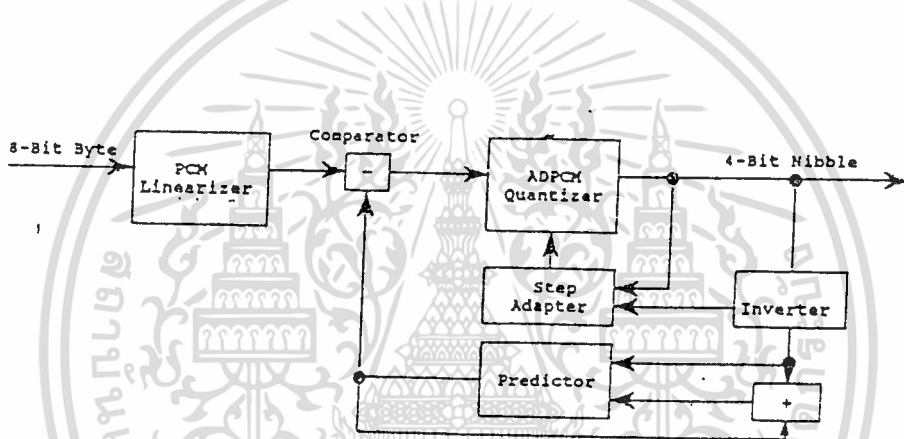 8-Bit Byte
PCM
Linearizer
Comparator
-
ADPCM
Quantizer
4-Bit Nibble
Step
Adapter
Inverter
Predictor
+